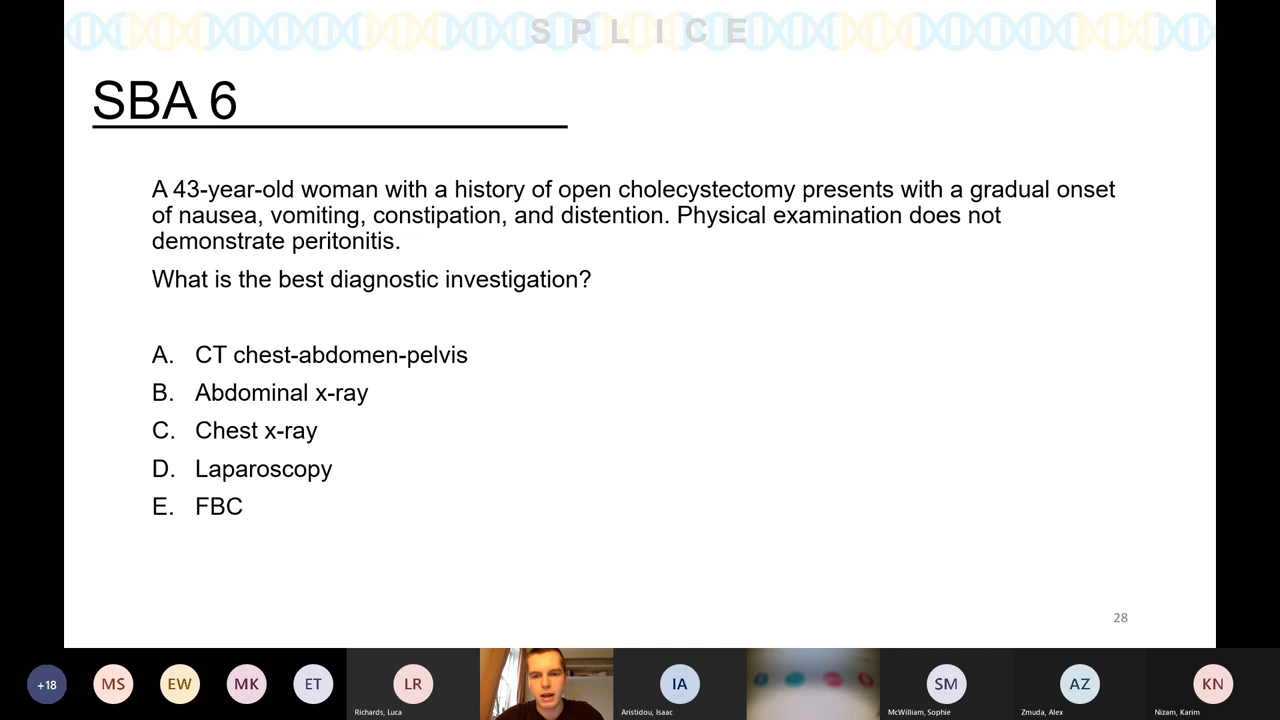 S P L I C E
SBA 6
A 43-year-old woman with a history of open cholecystectomy presents with a gradual onset
of nausea, vomiting, constipation, and distention. Physical examination does not
demonstrate peritonitis.
What is the best diagnostic investigation?
A. CT chest-abdomen-pelvis
B. Abdominal x-ray
C. Chest x-ray
D. Laparoscopy
E. FBC
28
+18
MS
EW
MK
ET
LR
Richards, Luca
IA
Aristidou, Isaac
SM
McWilliam, Sophie
AZ
Zmuda, Alex
KN
Nizam, Karim